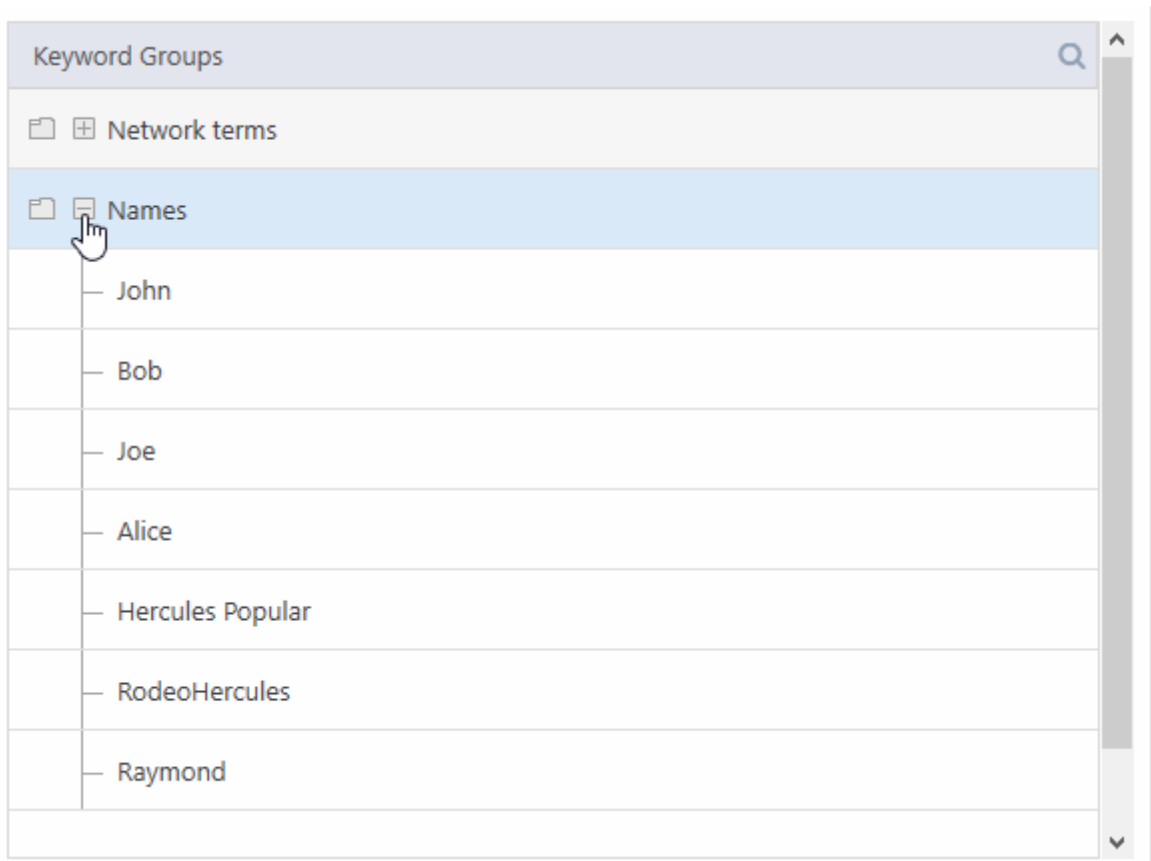 Keyword Groups
Network terms
Names
John
Bob
Joe
Alice
Hercules Popular
RodeoHercules
Raymond